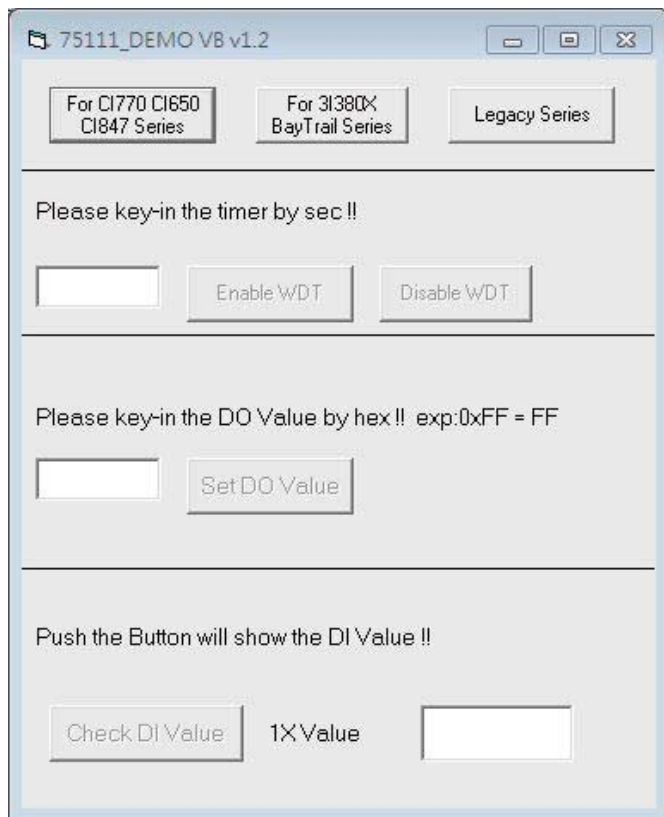 75111_DEMO VB v1.2
For CI770 CI650
CI847 Series
For 3I380X
BayTrail Series
Legacy Series
Please key-in the timer by sec !!
Enable WDT
Disable WDT
Please key-in the DO Value by hex !! exp:0xFF = FF
Set DO Value
Push the Button will show the DI Value !!
Check DI Value
1X Value